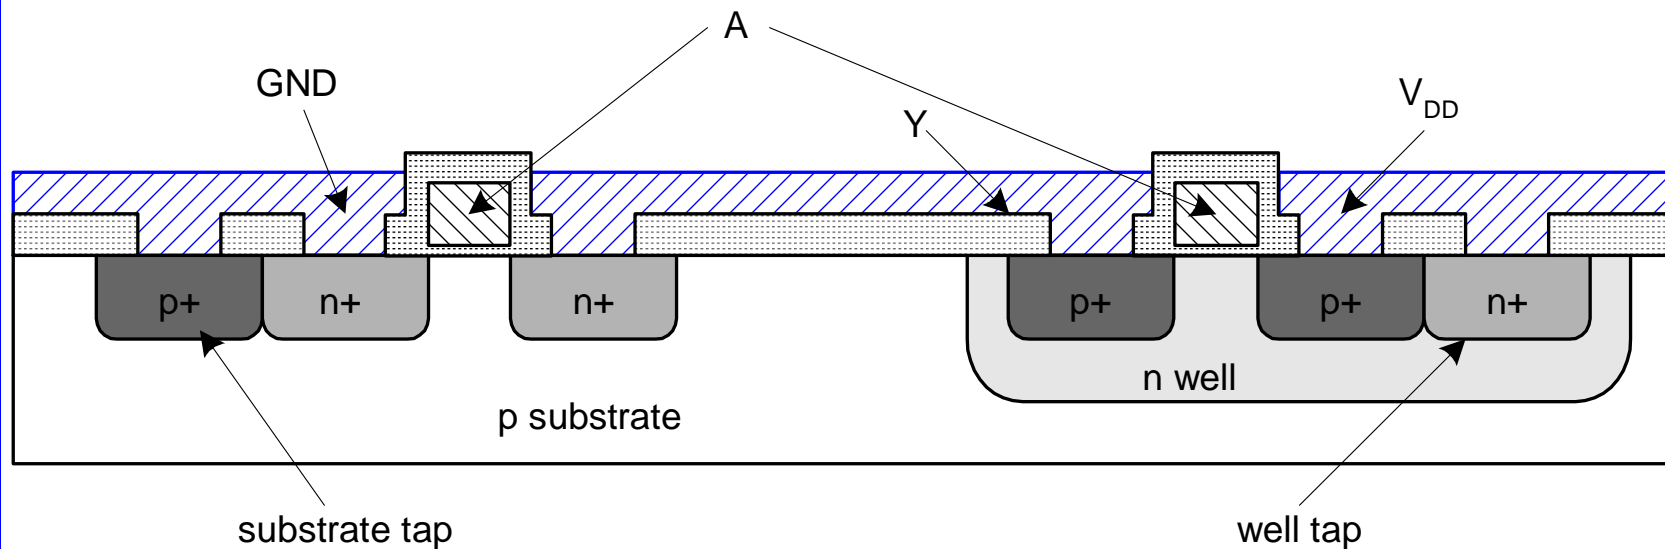 A
GND
Y
VDD
p+
n+
n+
p+
p+
n+
n well
p substrate
substrate tap
well tap